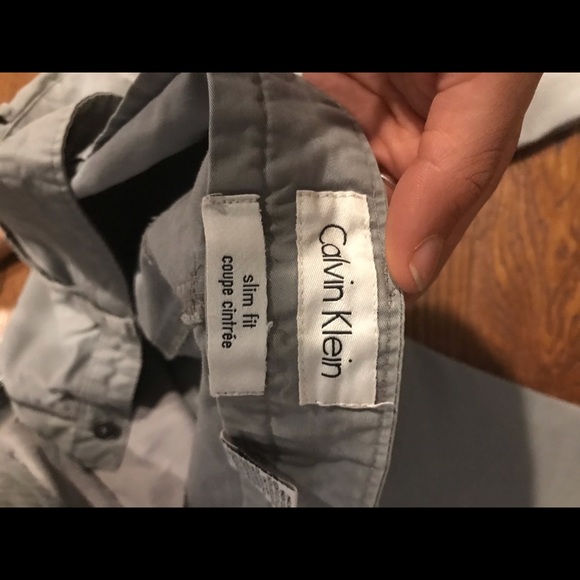 Calvin Klein
slim fit
coupe cintrée